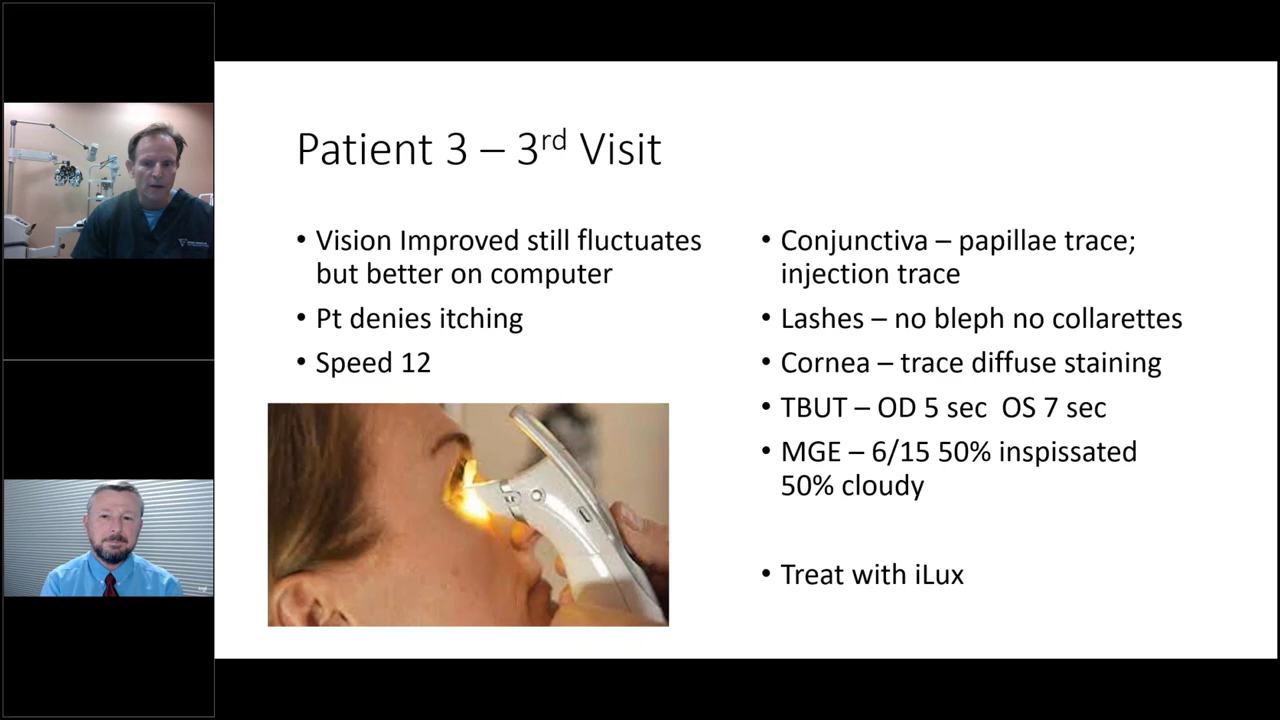 Patient 3 – 3rd Visit
• Vision Improved still fluctuates
but better on computer
• Pt denies itching
• Speed 12
• Conjunctiva – papillae trace;
injection trace
• Lashes – no bleph no collarettes
• Cornea – trace diffuse staining
• TBUT – OD 5 sec  OS 7 sec
• MGE – 6/15 50% inspissated
50% cloudy
• Treat with iLux